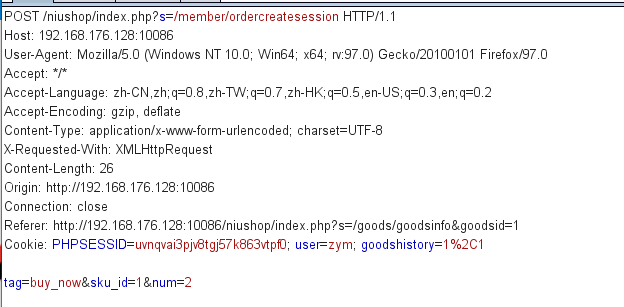 POST /niushop/index.php?s=/member/ordercreatesession HTTP/1.1
Host: 192.168.176.128:10086
User-Agent: Mozilla/5.0 (Windows NT 10.0; Win64; x64; rv:97.0) Gecko/20100101 Firefox/97.0
Accept: */*
Accept-Language: zh-CN,zh;q=0.8,zh-TW;q=0.7,zh-HK;q=0.5,en-US;q=0.3,en;q=0.2
Accept-Encoding: gzip, deflate
Content-Type: application/x-www-form-urlencoded; charset=UTF-8
X-Requested-With: XMLHttpRequest
Content-Length: 26
Origin: http://192.168.176.128:10086
Connection: close
Referer: http://192.168.176.128:10086/niushop/index.php?s=/goods/goodsinfo&goodsid=1
Cookie: PHPSESSID=uvnqvai3pjv8tgj57k863vtpf0; user=zym; goodshistory=1%2C1
tag=buy_now&sku_id=1&num=2